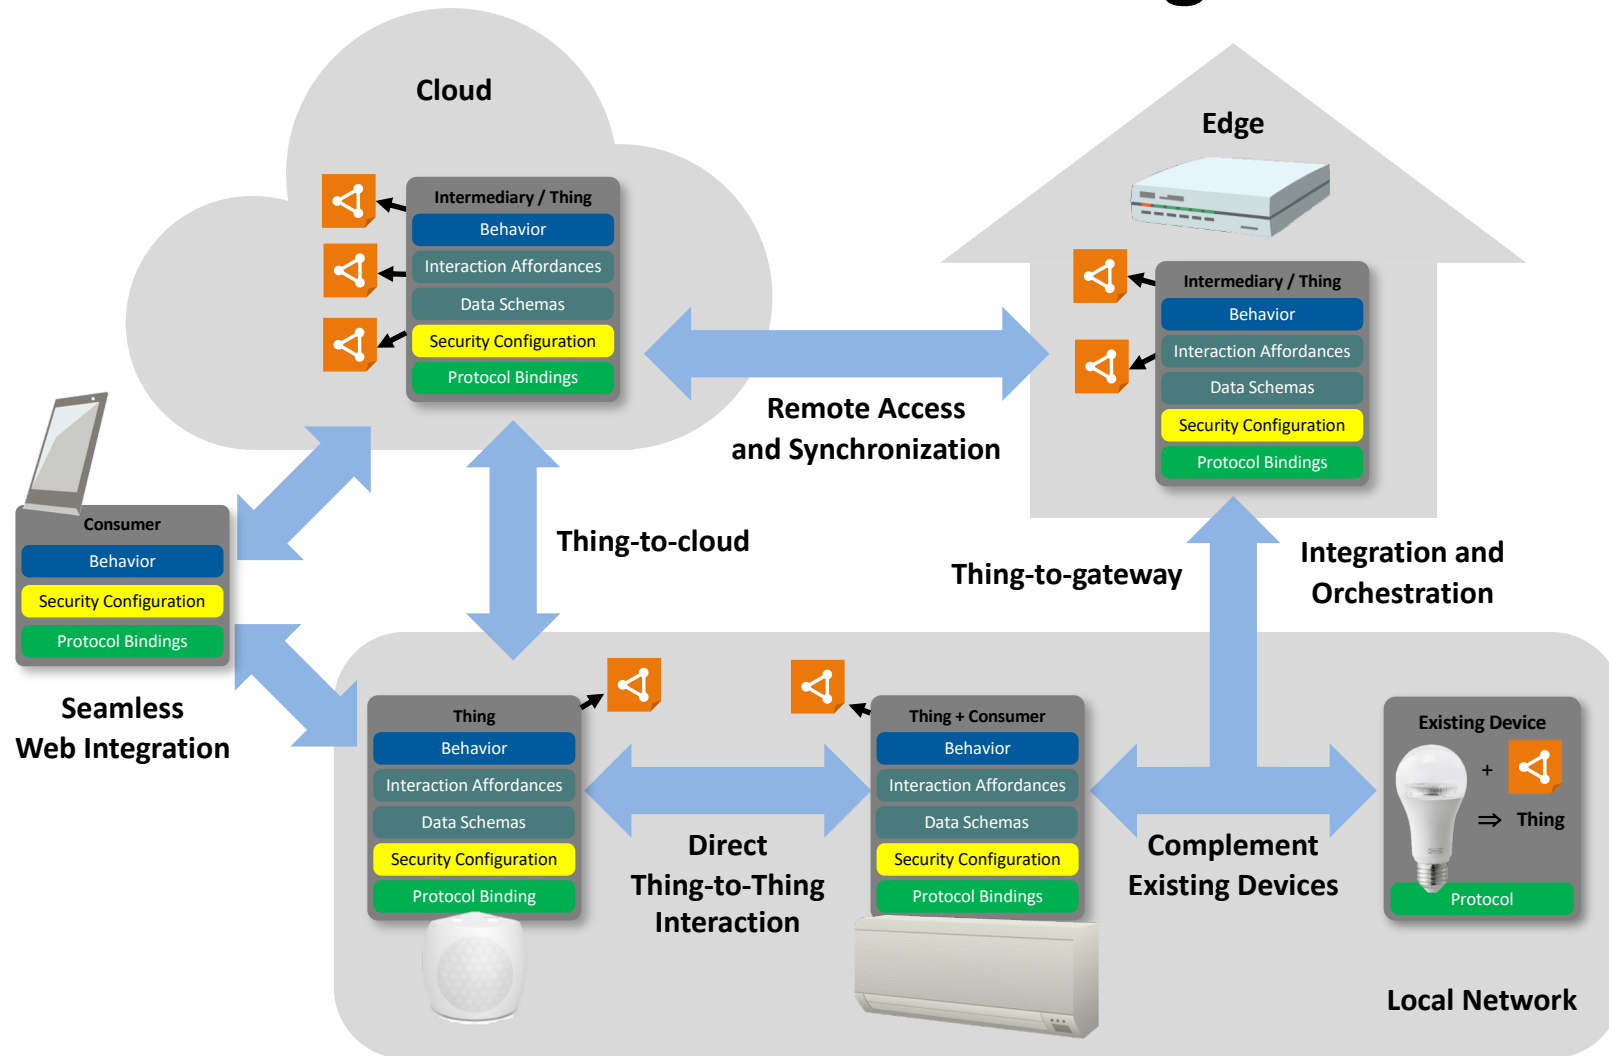 g
Cloud
Intermediary / Thing
Behavior
Interaction Affordances
Data Schemas
Security Configuration
Protocol Bindings
Edge
Intermediary / Thing
Behavior
Interaction Affordances
Data Schemas
Security Configuration
Protocol Bindings
Remote Access
and Synchronization
Consumer
Behavior
Security Configuration
Protocol Bindings
Seamless
Web Integration
Thing-to-cloud
Thing-to-gateway
Integration and
Orchestration
Thing
Behavior
Interaction Affordances
Data Schemas
Security Configuration
Protocol Binding
Direct
Thing-to-Thing
Interaction
Thing + Consumer
Behavior
Interaction Affordances
Data Schemas
Security Configuration
Protocol Bindings
Complement
Existing Devices
Existing Device
+
⇒ Thing
Protocol
Local Network